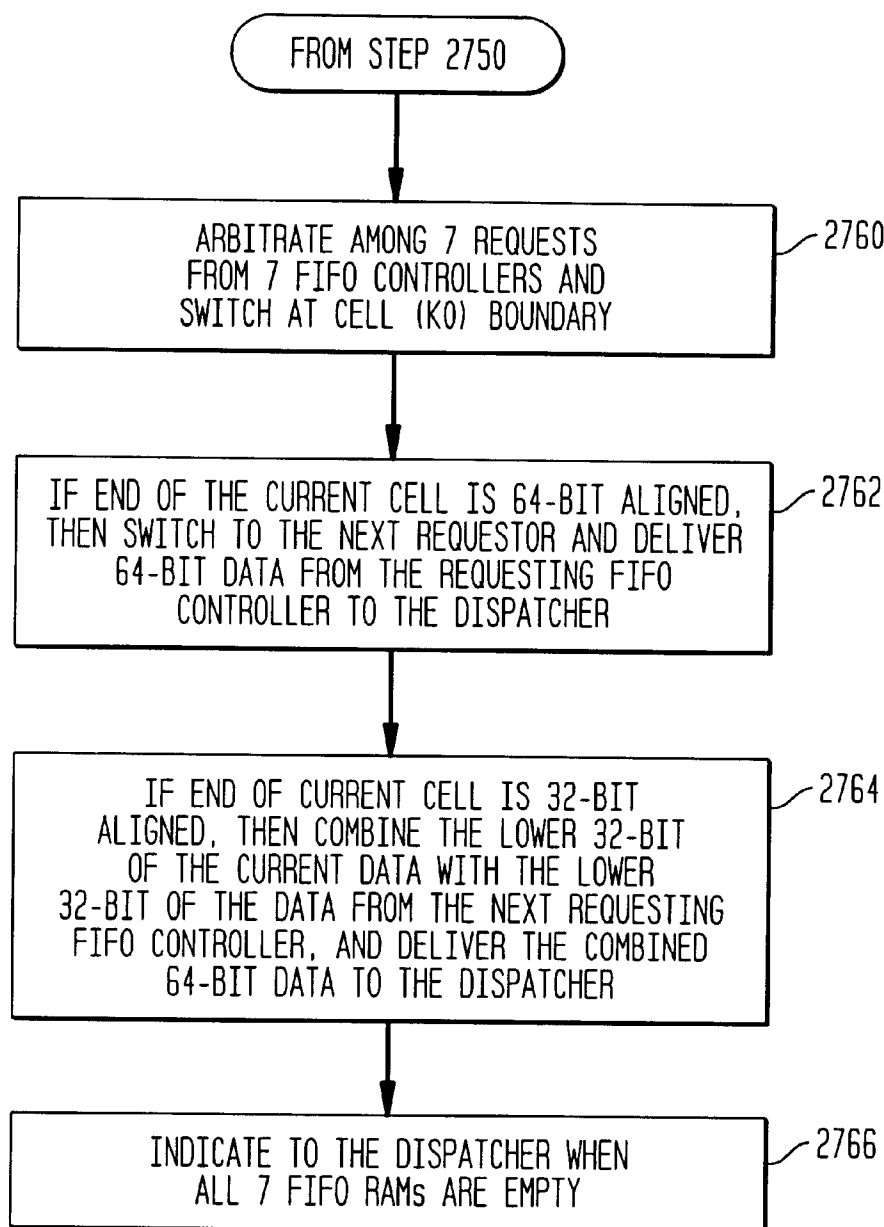 FROM STEP 2750
ARBITRATE AMONG 7 REQUESTS
FROM 7 FIFO CONTROLLERS AND
SWITCH AT CELL (K0) BOUNDARY
2760
IF END OF THE CURRENT CELL IS 64-BIT ALIGNED,
THEN SWITCH TO THE NEXT REQUESTOR AND DELIVER
64-BIT DATA FROM THE REQUESTING FIFO
CONTROLLER TO THE DISPATCHER
2762
IF END OF CURRENT CELL IS 32-BIT
ALIGNED, THEN COMBINE THE LOWER 32-BIT
OF THE CURRENT DATA WITH THE LOWER
32-BIT OF THE DATA FROM THE NEXT REQUESTING
FIFO CONTROLLER, AND DELIVER THE COMBINED
64-BIT DATA TO THE DISPATCHER
2764
INDICATE TO THE DISPATCHER WHEN
ALL 7 FIFO RAMs ARE EMPTY
2766